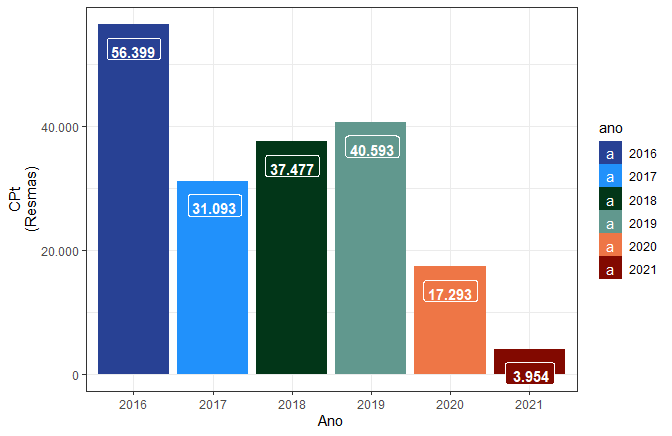 56.399
31.093
37.477
40.593
17.293
3.954
40.000
20.000
0
CPt
(Resmas)
2016 2017 2018 2019 2020 2021
Ano
ano
a 2016
a 2017
a 2018
a 2019
a 2020
a 2021